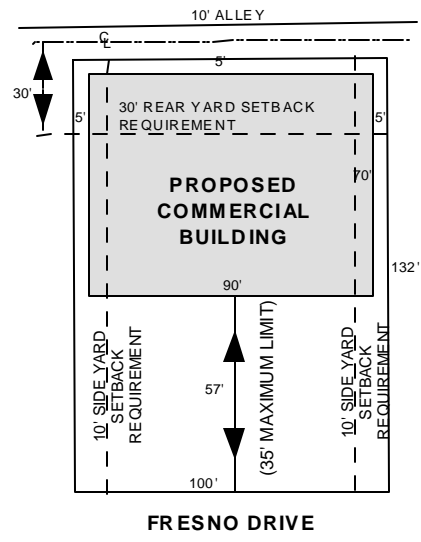 10' ALLEY
CL
5'
30'
30' REAR YARD SETBACK
REQUIREMENT
5'
5'
70'
PROPOSED
COMMERCIAL
BUILDING
132'
90'
10' SIDE YARD
SETBACK
REQUIREMENT
57'
(35' MAXIMUM LIMIT)
10' SIDE YARD
SETBACK
REQUIREMENT
100'
FRESNO DRIVE